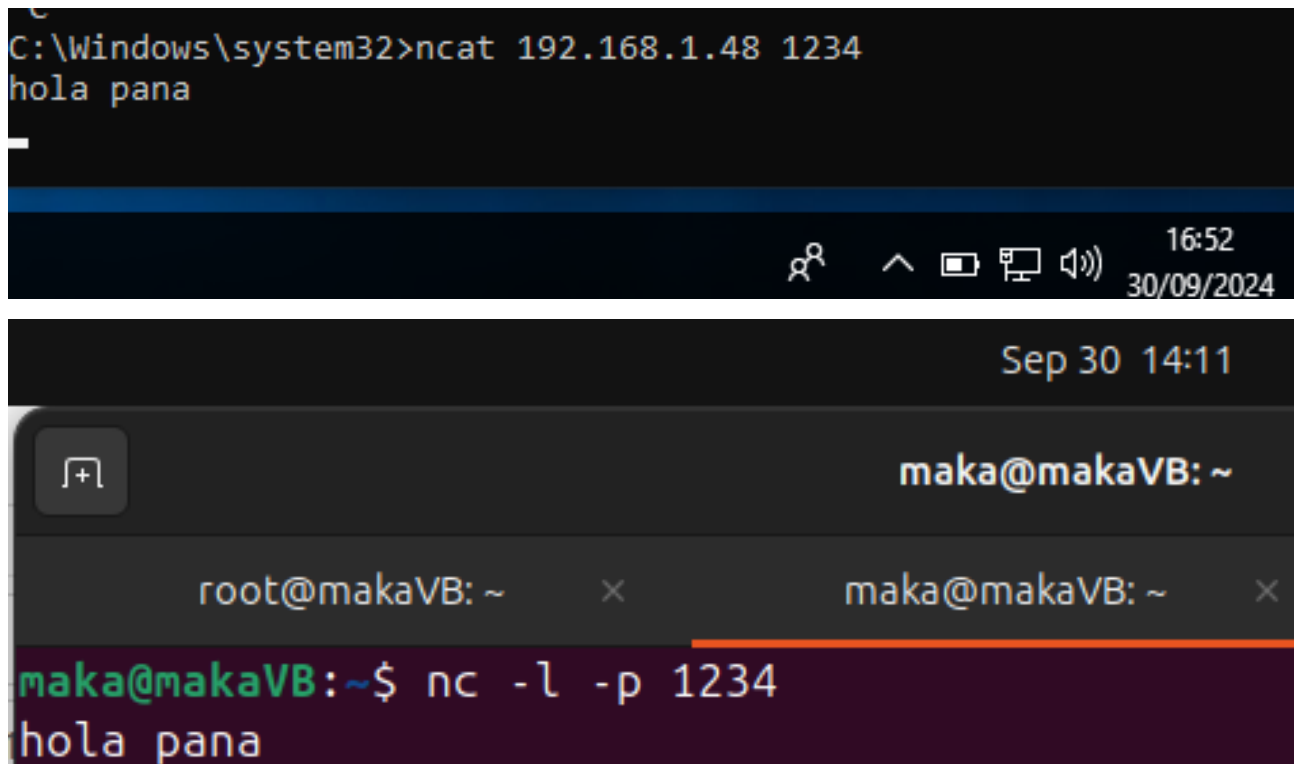 C:\Windows\system32>ncat 192.168.1.48 1234
hola pana
16:52
30/09/2024
Sep 30 14:11
maka@makaVB: ~
root@makaVB: ~ × maka@makaVB: ~ ×
maka@makaVB:~$ nc -l -p 1234
hola pana